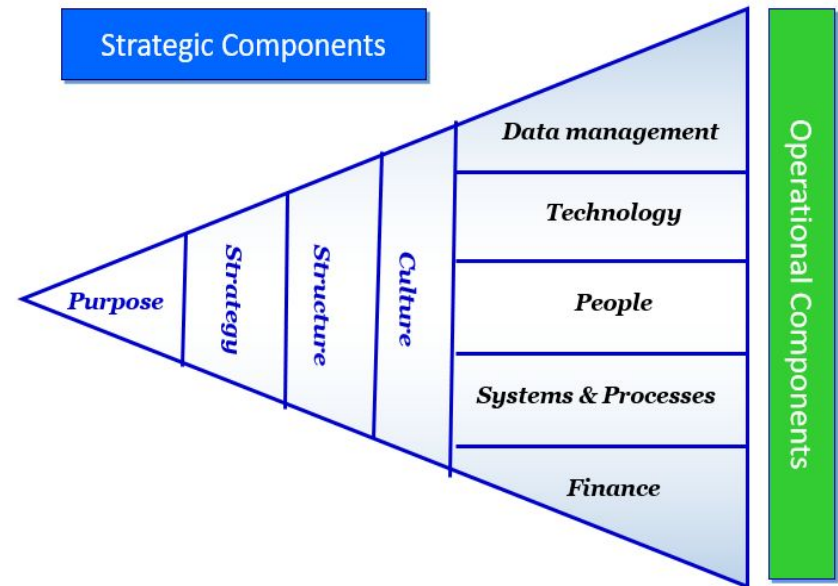 Strategic Components
Purpose
Strategy
Structure
Culture
Data management
Technology
People
Systems & Processes
Finance
Operational Components